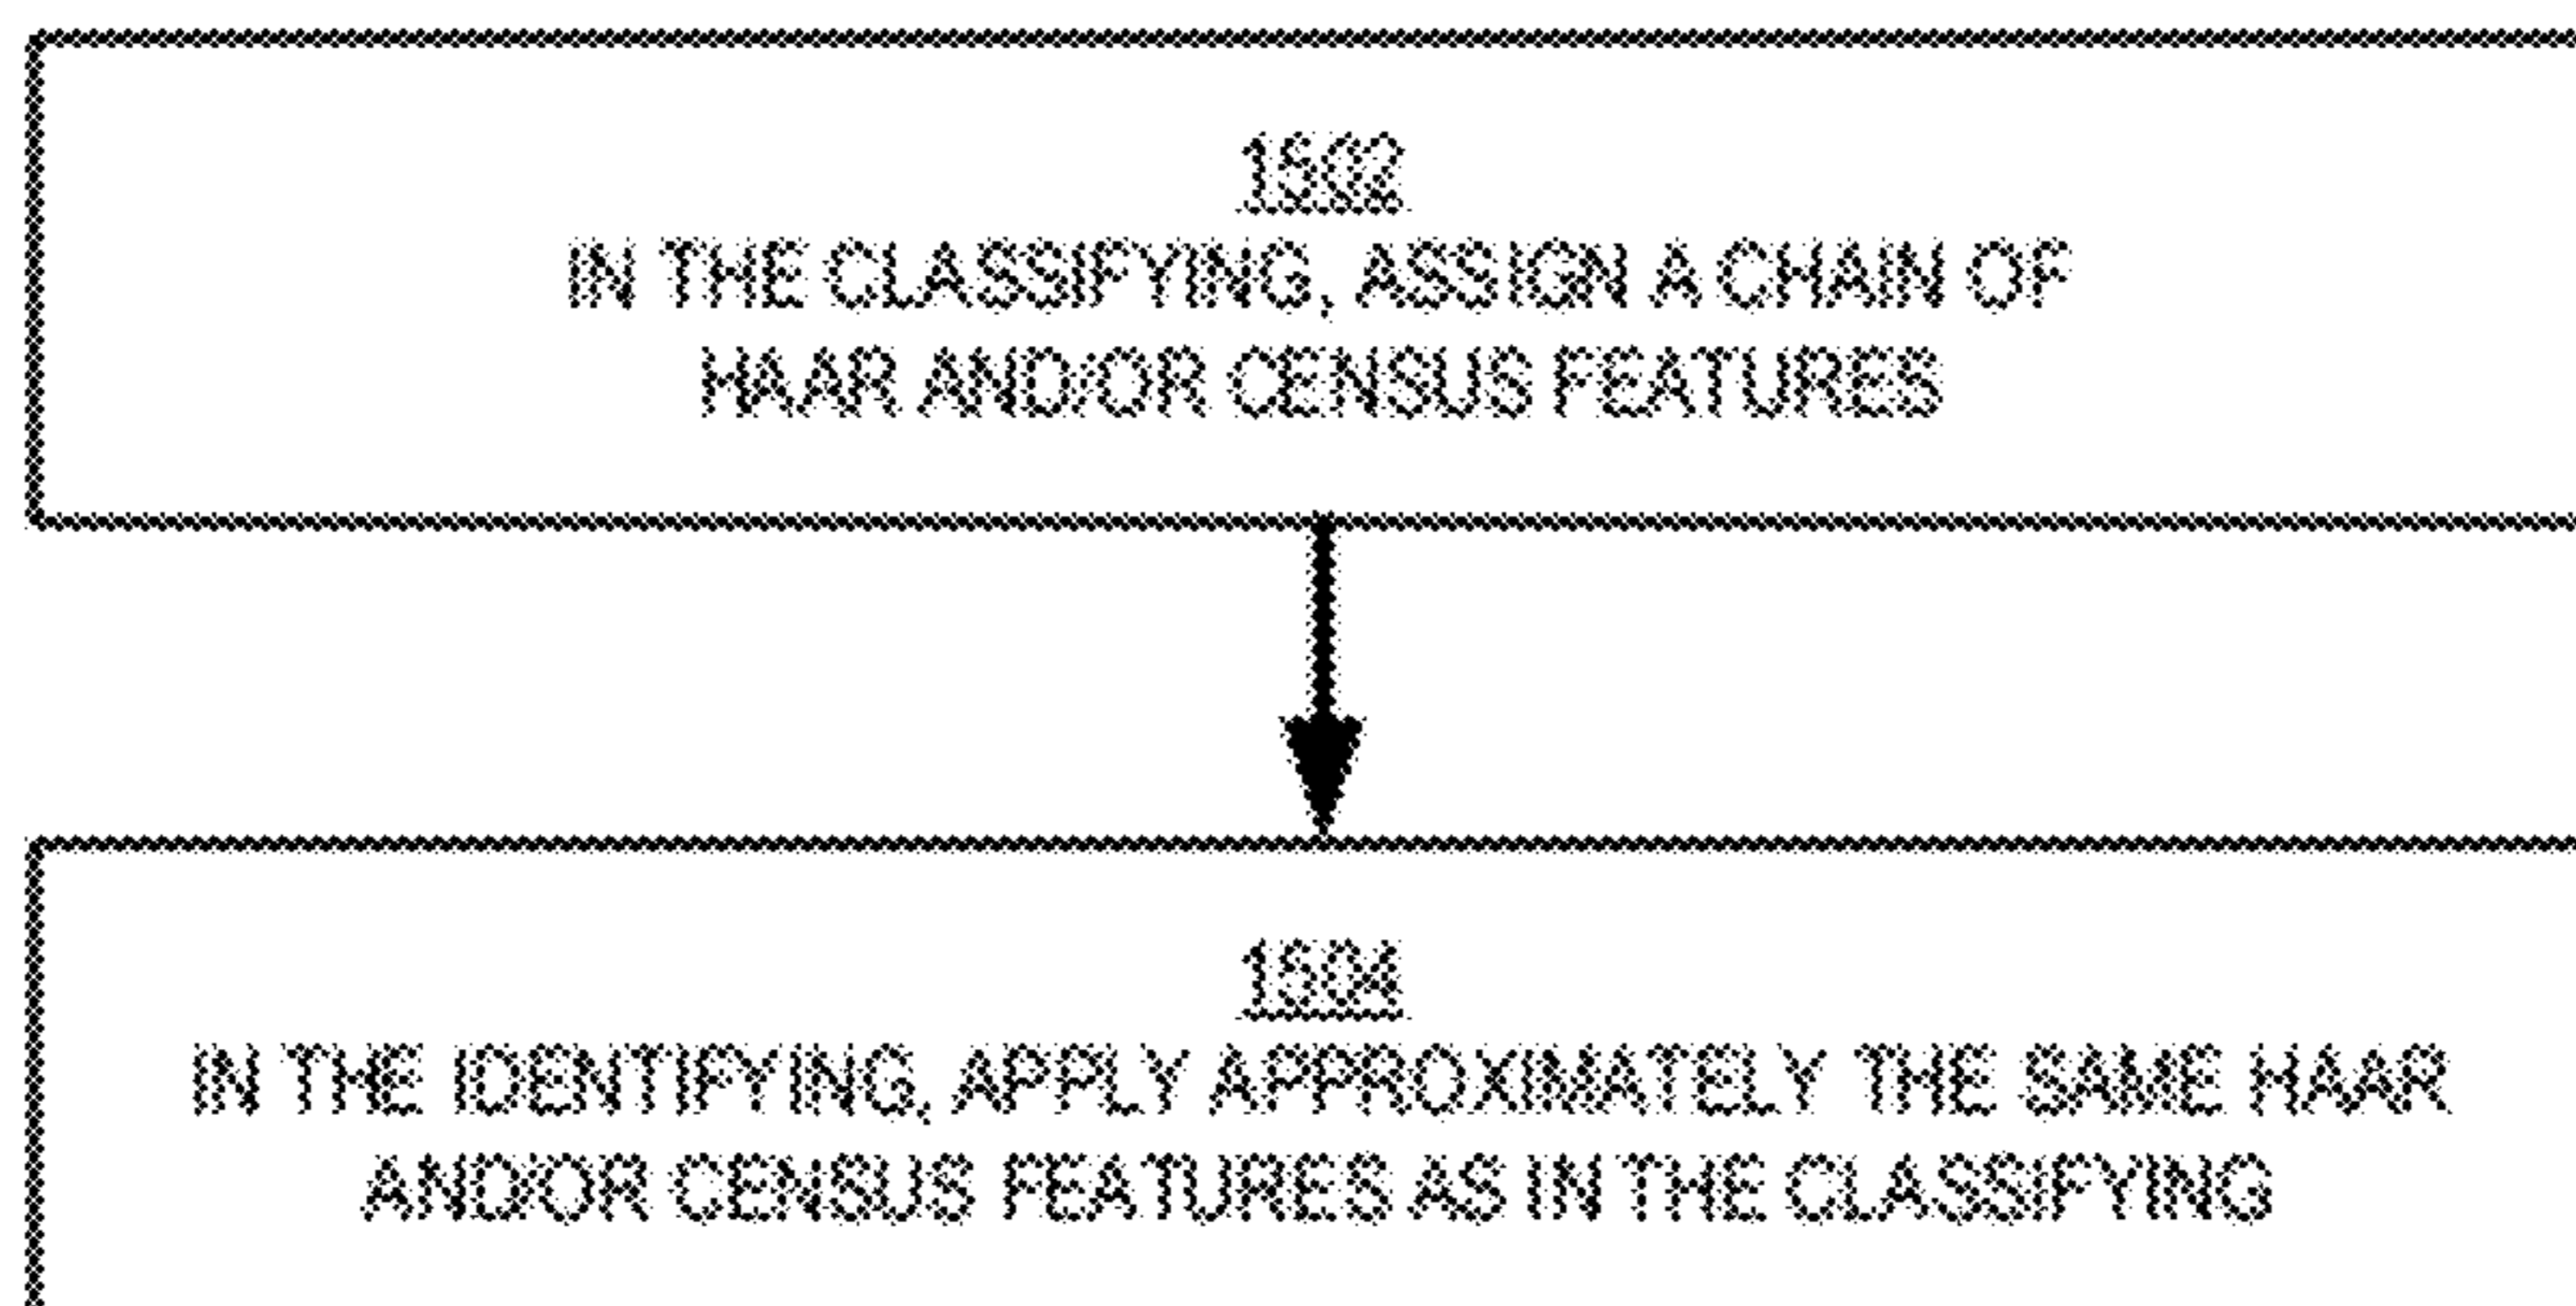 1502
IN THE CLASSIFYING, ASSIGN A CHAIN OF
HAAR AND/OR CENSUS FEATURES
1504
IN THE IDENTIFYING, APPLY APPROXIMATELY THE SAME HAAR
AND/OR CENSUS FEATURES AS IN THE CLASSIFYING